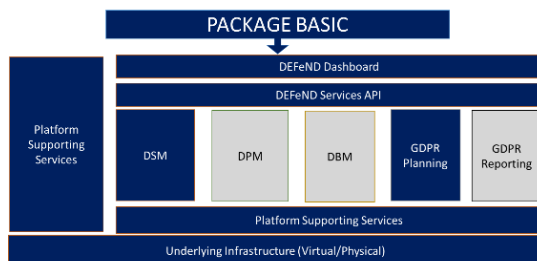 PACKAGE BASIC
DEFeND Dashboard
DEFeND Services API
Platform
Supporting
Services
DSM
DPM
DBM
GDPR
Planning
GDPR
Reporting
Platform Supporting Services
Underlying Infrastructure (Virtual/Physical)